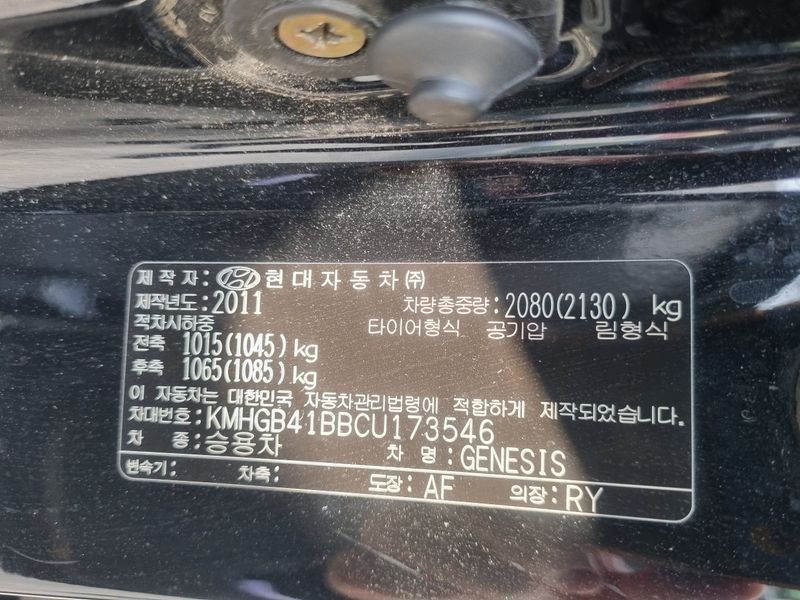 제작자: 현대자동차㈜
제작년도: 2011 차량총중량: 2080(2130) kg
적차시하중 타이어형식 공기압 림형식
전축 1015(1045) kg
후축 1065(1085) kg
이 자동차는 대한민국 자동차관리법령에 적합하게 제작되었습니다.
차대번호: KMHGB41BBCU173546
차 종: 승용차 차 명: GENESIS
변속기: 차축: 도장: AF 의장: RY